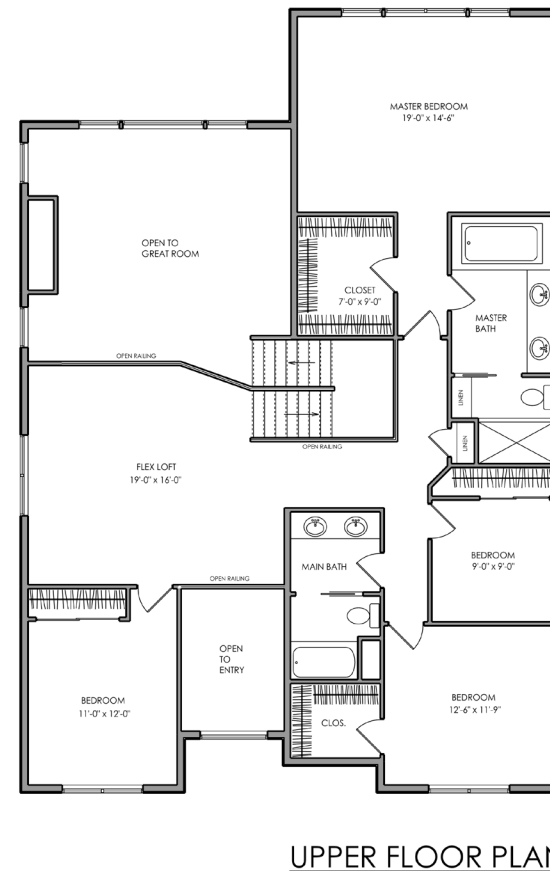 MASTER BEDROOM
19'-0" x 14'-6"
OPEN TO
GREAT ROOM
CLOSET
7'-0" x 9'-0"
MASTER
BATH
OPEN RAILING
LINEN
LINEN
OPEN RAILING
FLEX LOFT
19'-0" x 16'-0"
BEDROOM
9'-0" x 9'-0"
MAIN BATH
OPEN RAILING
OPEN
TO
ENTRY
BEDROOM
11'-0" x 12'-0"
BEDROOM
12'-6" x 11'-9"
CLOS.
UPPER FLOOR PLAN